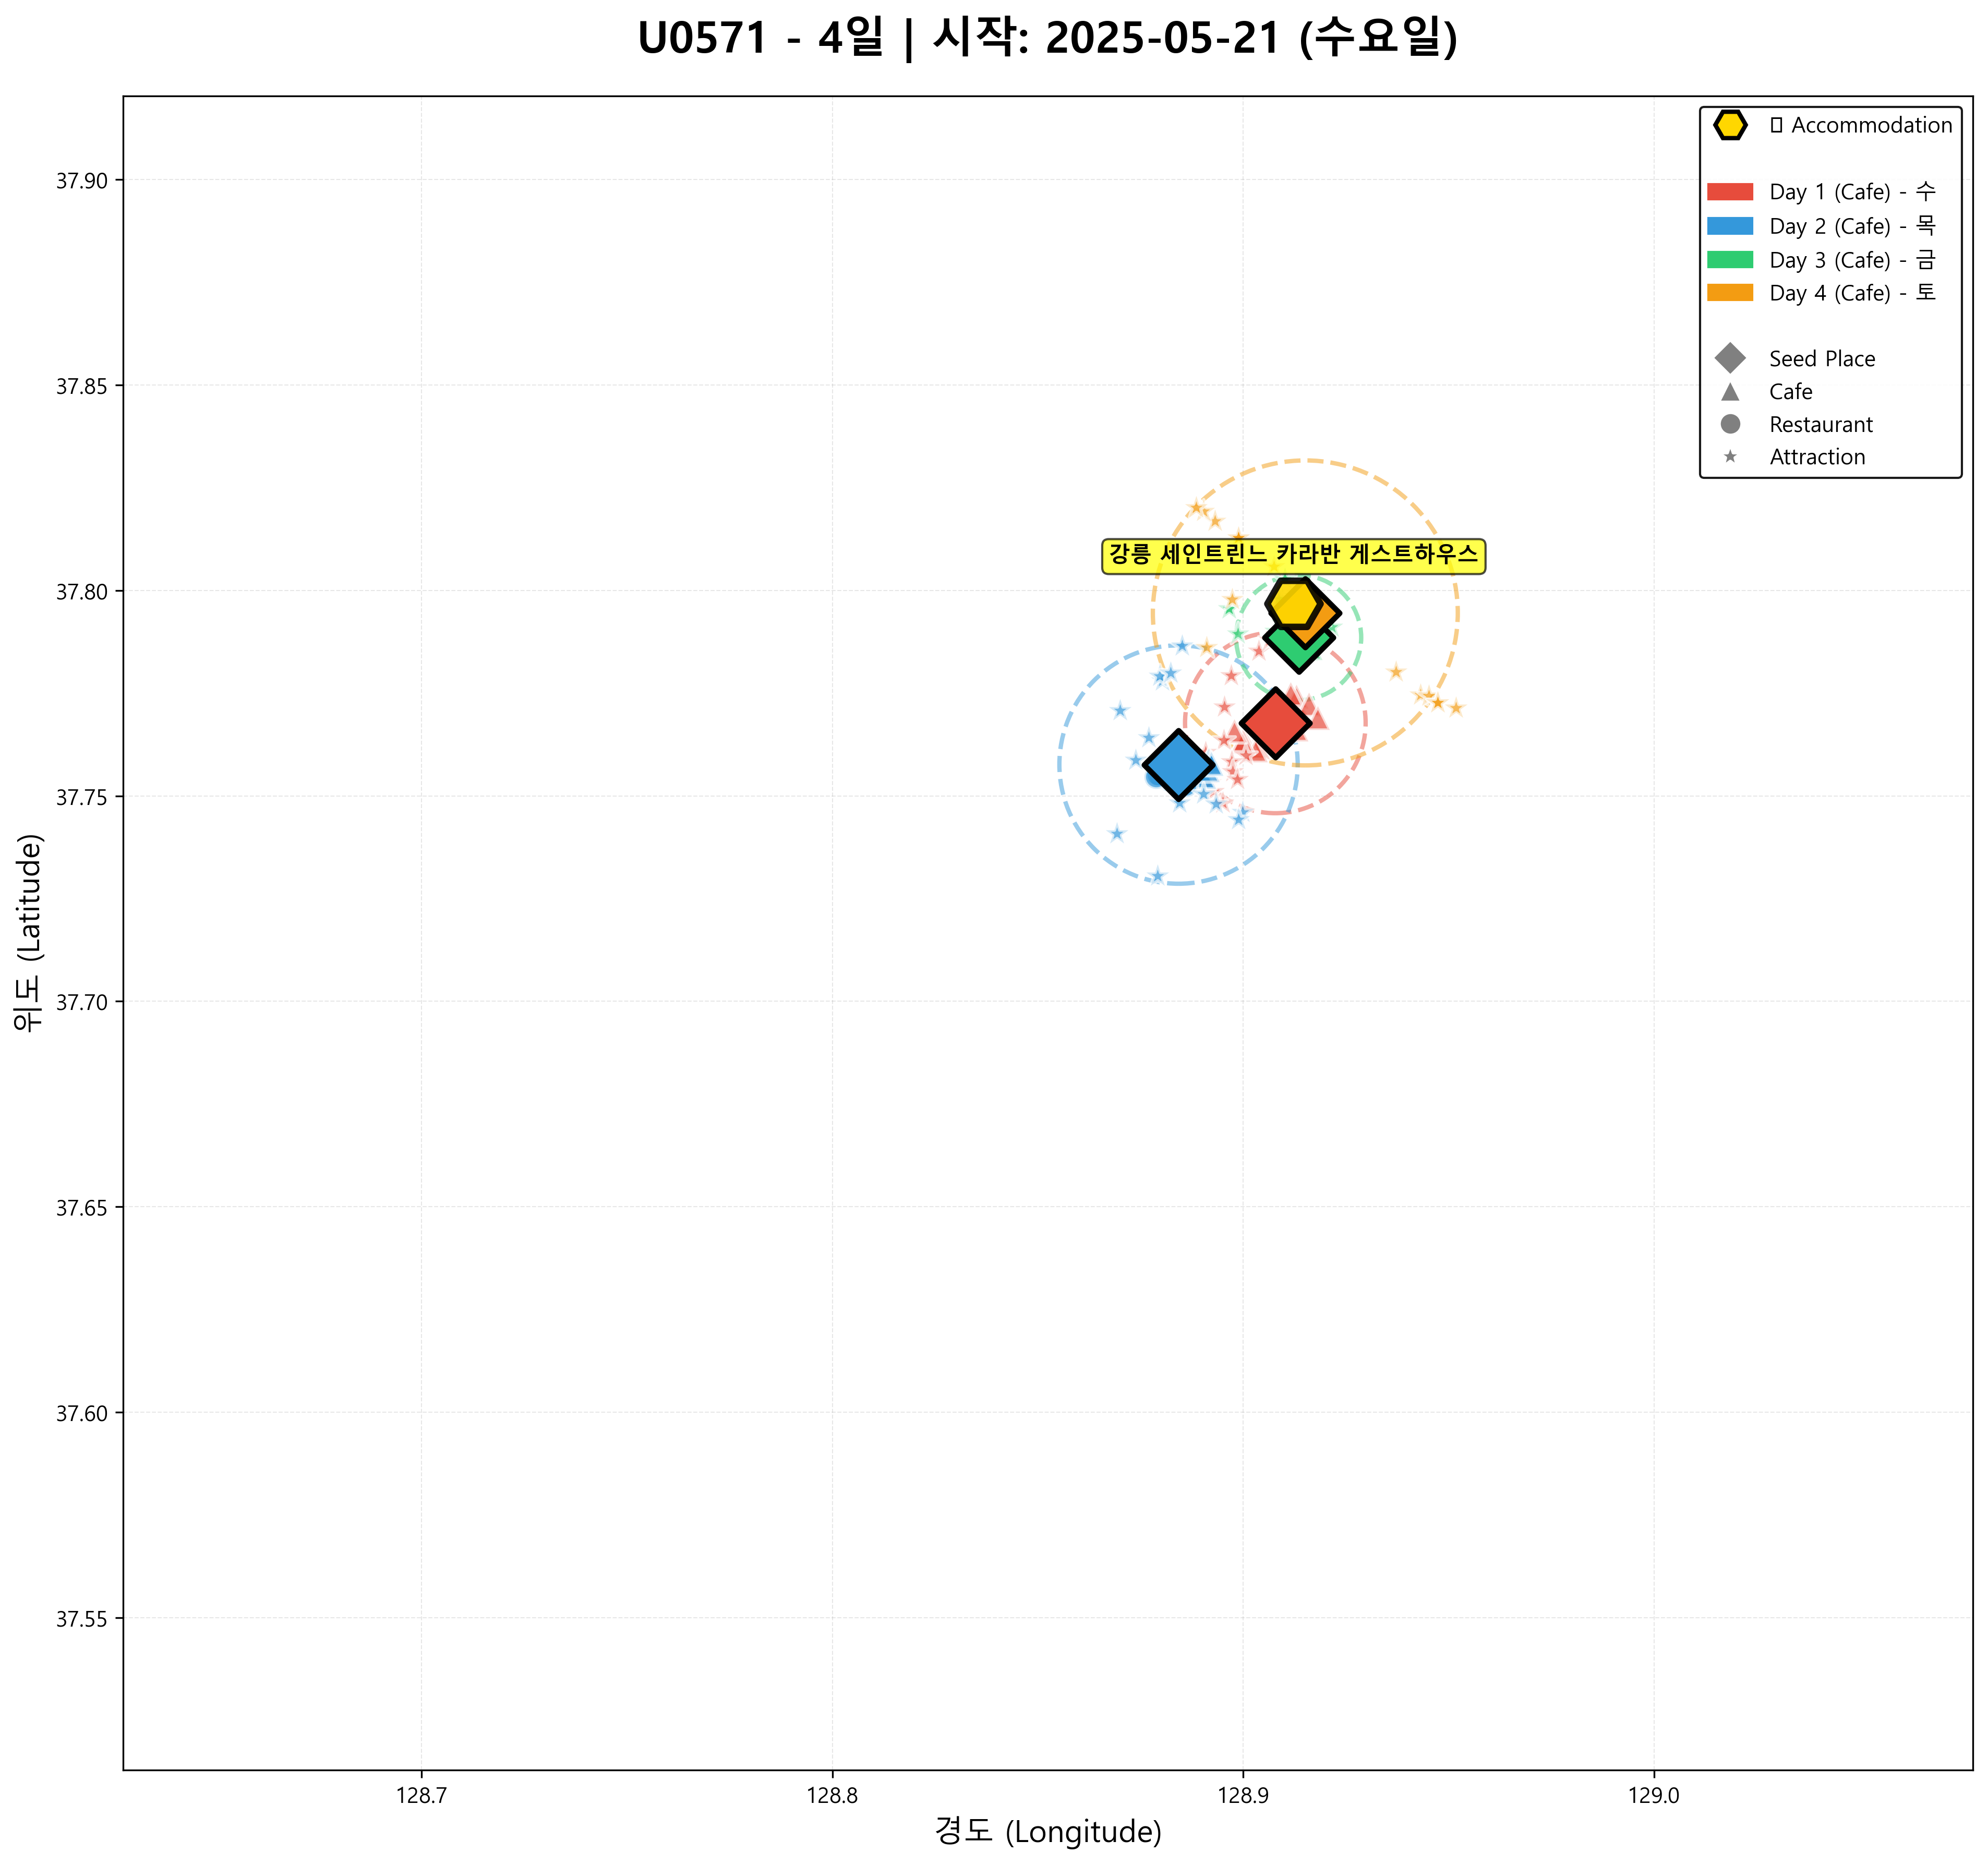 U0571 - 4일 | 시작: 2025-05-21 (수요일)
Accommodation
Day 1 (Cafe) - 수
Day 2 (Cafe) - 목
Day 3 (Cafe) - 금
Day 4 (Cafe) - 토
Seed Place
Cafe
Restaurant
Attraction
강릉 세인트린느 카라반 게스트하우스
위도 (Latitude)
37.90
37.85
37.80
37.75
37.70
37.65
37.60
37.55
128.7
128.8
128.9
129.0
경도 (Longitude)